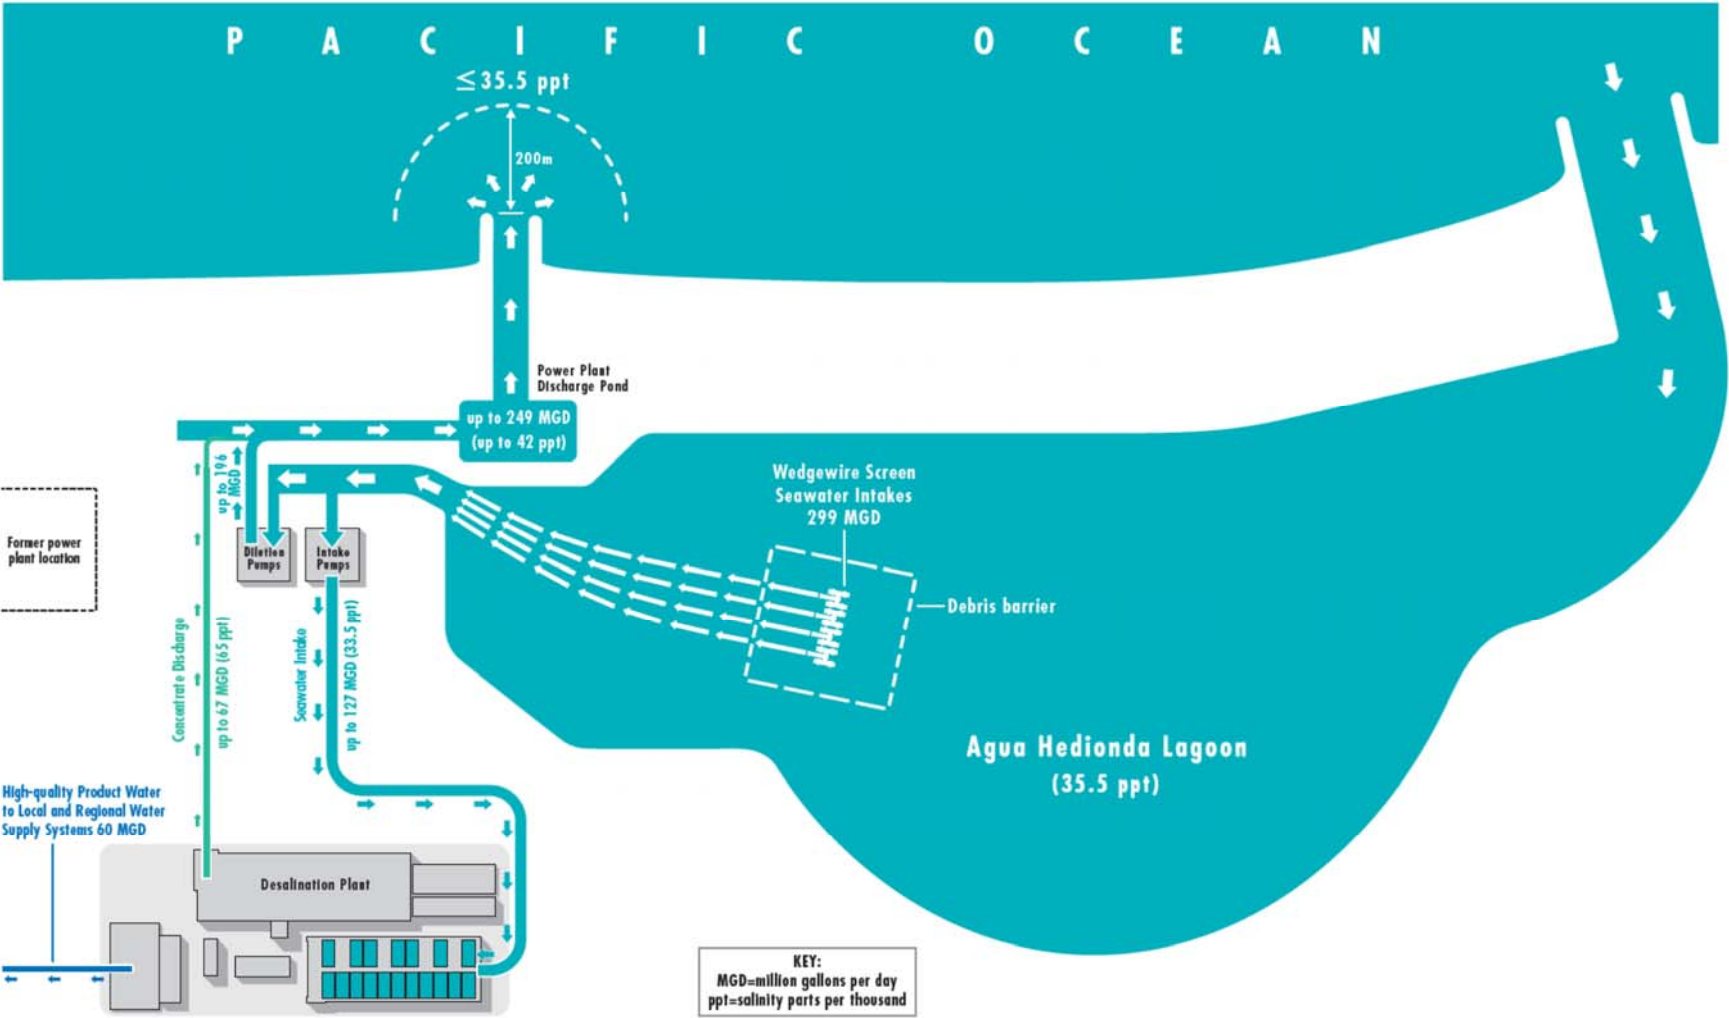 PACIFIC OCEAN
≤35.5 ppt
200m
Power Plant
Discharge Pond
up to 249 MGD
(up to 42 ppt)
up to 196
MGD
Wedgewire Screen
Seawater Intakes
299 MGD
Former power
plant location
Dilution
Pumps
Intake
Pumps
Debris barrier
Concentrate Discharge
up to 67 MGD (65 ppt)
Seawater Intake
up to 127 MGD (33.5 ppt)
Agua Hedionda Lagoon
(35.5 ppt)
High-quality Product Water
to Local and Regional Water
Supply Systems 60 MGD
Desalination Plant
KEY:
MGD=million gallons per day
ppt=salinity parts per thousand